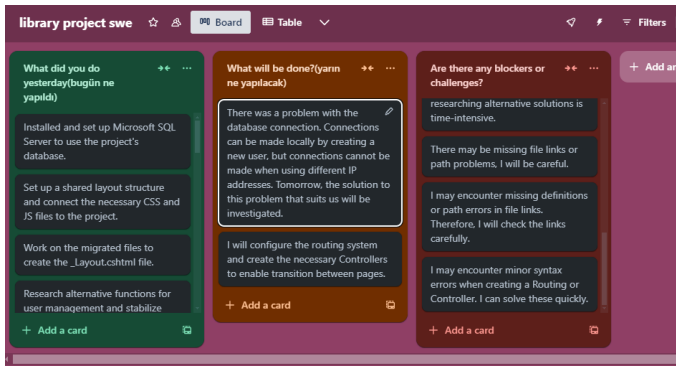 library project swe
Board
Table
Filters
What did you do
yesterday(bugün ne
yapıldı)
Installed and set up Microsoft SQL
Server to use the project's
database.
Set up a shared layout structure
and connect the necessary CSS and
JS files to the project.
Work on the migrated files to
create the _Layout.cshtml file.
Research alternative functions for
user management and stabilize
+ Add a card
What will be done?(yarın
ne yapılacak)
There was a problem with the
database connection. Connections
can be made locally by creating a
new user, but connections cannot be
made when using different IP
addresses. Tomorrow, the solution to
this problem that suits us will be
investigated.
I will configure the routing system
and create the necessary Controllers
to enable transition between pages.
+ Add a card
Are there any blockers or
challenges?
researching alternative solutions is
time-intensive.
There may be missing file links or
path problems, I will be careful.
I may encounter missing definitions
or path errors in file links.
Therefore, I will check the links
carefully.
I may encounter minor syntax
errors when creating a Routing or
Controller. I can solve these quickly.
+ Add a card
+ Add an